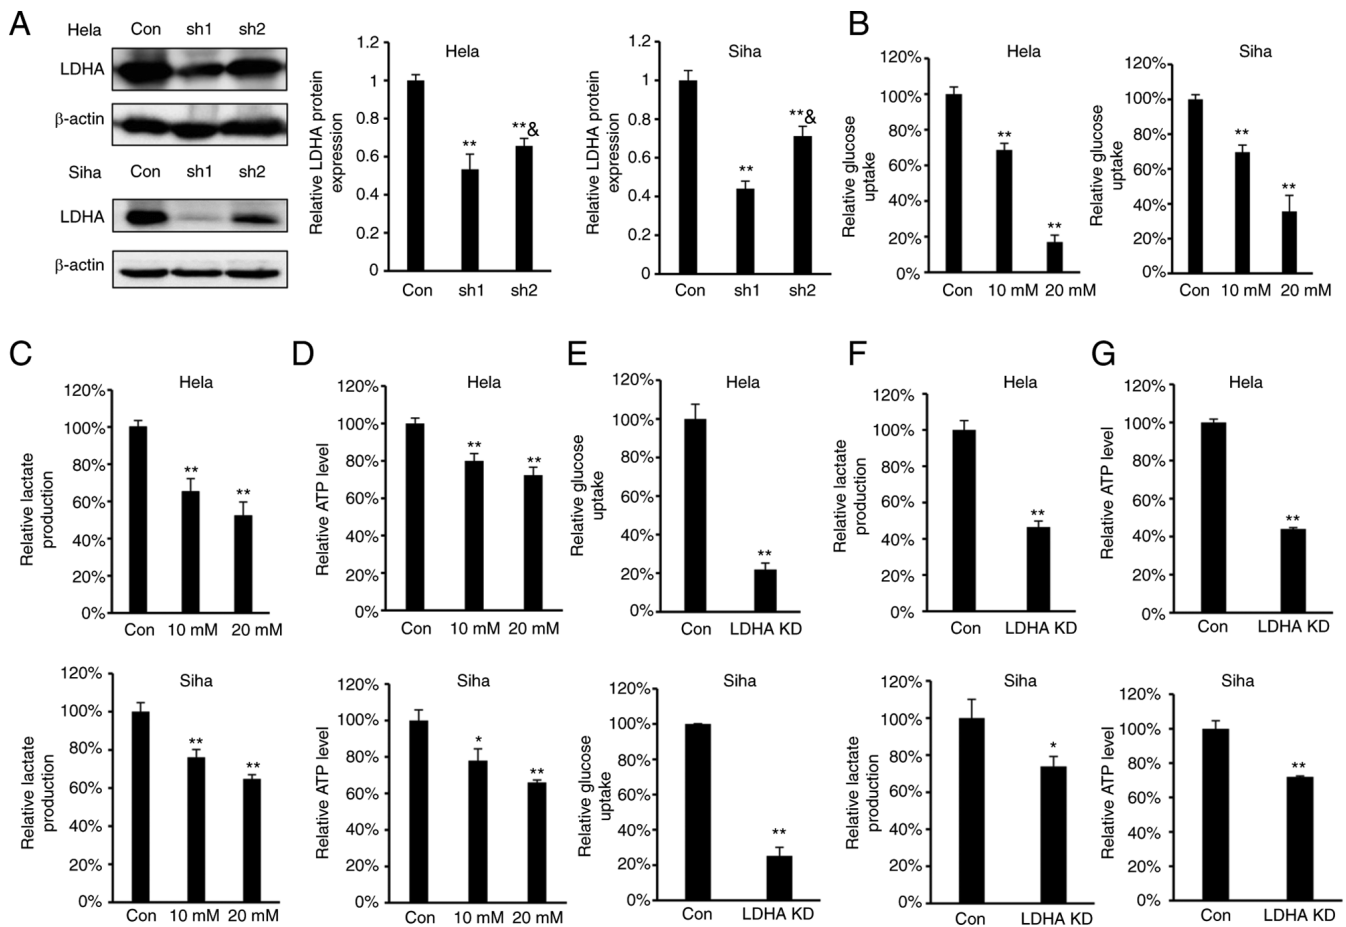 A
Hela Con sh1 sh2
LDHA
β-actin
Siha Con sh1 sh2
LDHA
β-actin
Relative LDHA protein
expression
Hela
1.2
1
0.8
0.6
0.4
0.2
0
**
**&
Con sh1 sh2
Relative LDHA protein
expression
Siha
1.2
1
0.8
0.6
0.4
0.2
0
**
**&
Con sh1 sh2
B
Relative glucose
uptake
Hela
120%
100%
80%
60%
40%
20%
0%
**
**
Con 10 mM 20 mM
Relative glucose
uptake
Siha
120%
100%
80%
60%
40%
20%
0%
**
**
Con 10 mM 20 mM
C
Relative lactate
production
Hela
120%
100%
80%
60%
40%
20%
0%
**
**
Con 10 mM 20 mM
Relative lactate
production
Siha
120%
100%
80%
60%
40%
20%
0%
**
**
Con 10 mM 20 mM
D
Relative ATP level
Hela
120%
100%
80%
60%
40%
20%
0%
**
**
Con 10 mM 20 mM
Relative ATP level
Siha
120%
100%
80%
60%
40%
20%
0%
*
**
Con 10 mM 20 mM
E
Relative glucose
uptake
Hela
120%
100%
80%
60%
40%
20%
0%
**
Con LDHA KD
Relative glucose
uptake
Siha
120%
100%
80%
60%
40%
20%
0%
**
Con LDHA KD
F
Relative lactate
production
Hela
120%
100%
80%
60%
40%
20%
0%
**
Con LDHA KD
Relative lactate
production
Siha
120%
100%
80%
60%
40%
20%
0%
*
Con LDHA KD
G
Relative ATP level
Hela
120%
100%
80%
60%
40%
20%
0%
**
Con LDHA KD
Relative ATP level
Siha
120%
100%
80%
60%
40%
20%
0%
**
Con LDHA KD